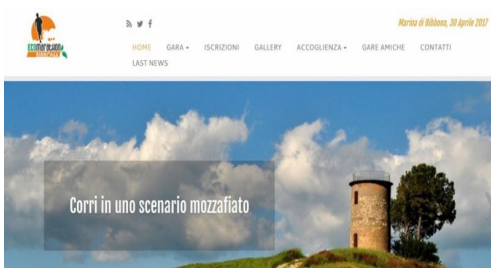 ECOMARATHON
Marina di Bibbona, 30 Aprile 2017
HOME GARA ISCRIZIONI GALLERY ACCOGLIENZA GARE AMICHE CONTATTI
LAST NEWS
Corri in uno scenario mozzafiato